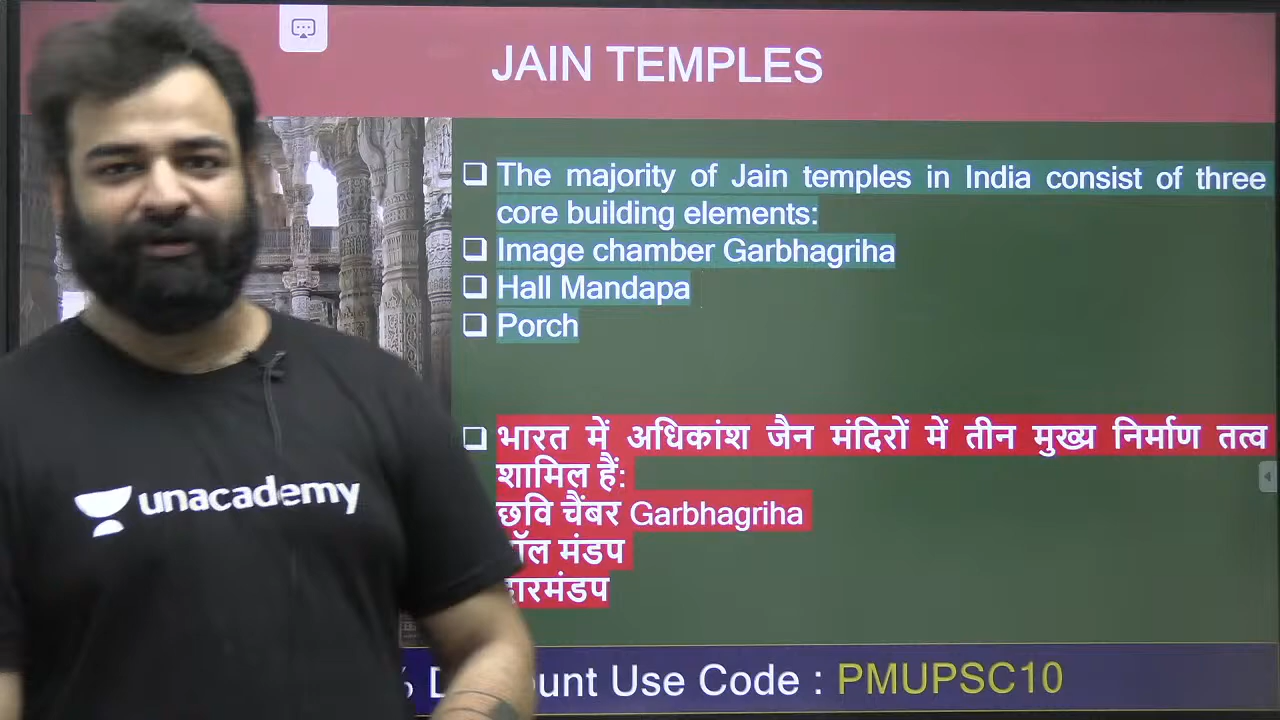 JAIN TEMPLES
The majority of Jain temples in India consist of three
core building elements:
Image chamber Garbhagriha
Hall Mandapa
Porch
भारत में अधिकांश जैन मंदिरों में तीन मुख्य निर्माण तत्व
शामिल हैं:
छवि चैंबर Garbhagriha
मंडप
unacademy
Use Code : PMUPSC10